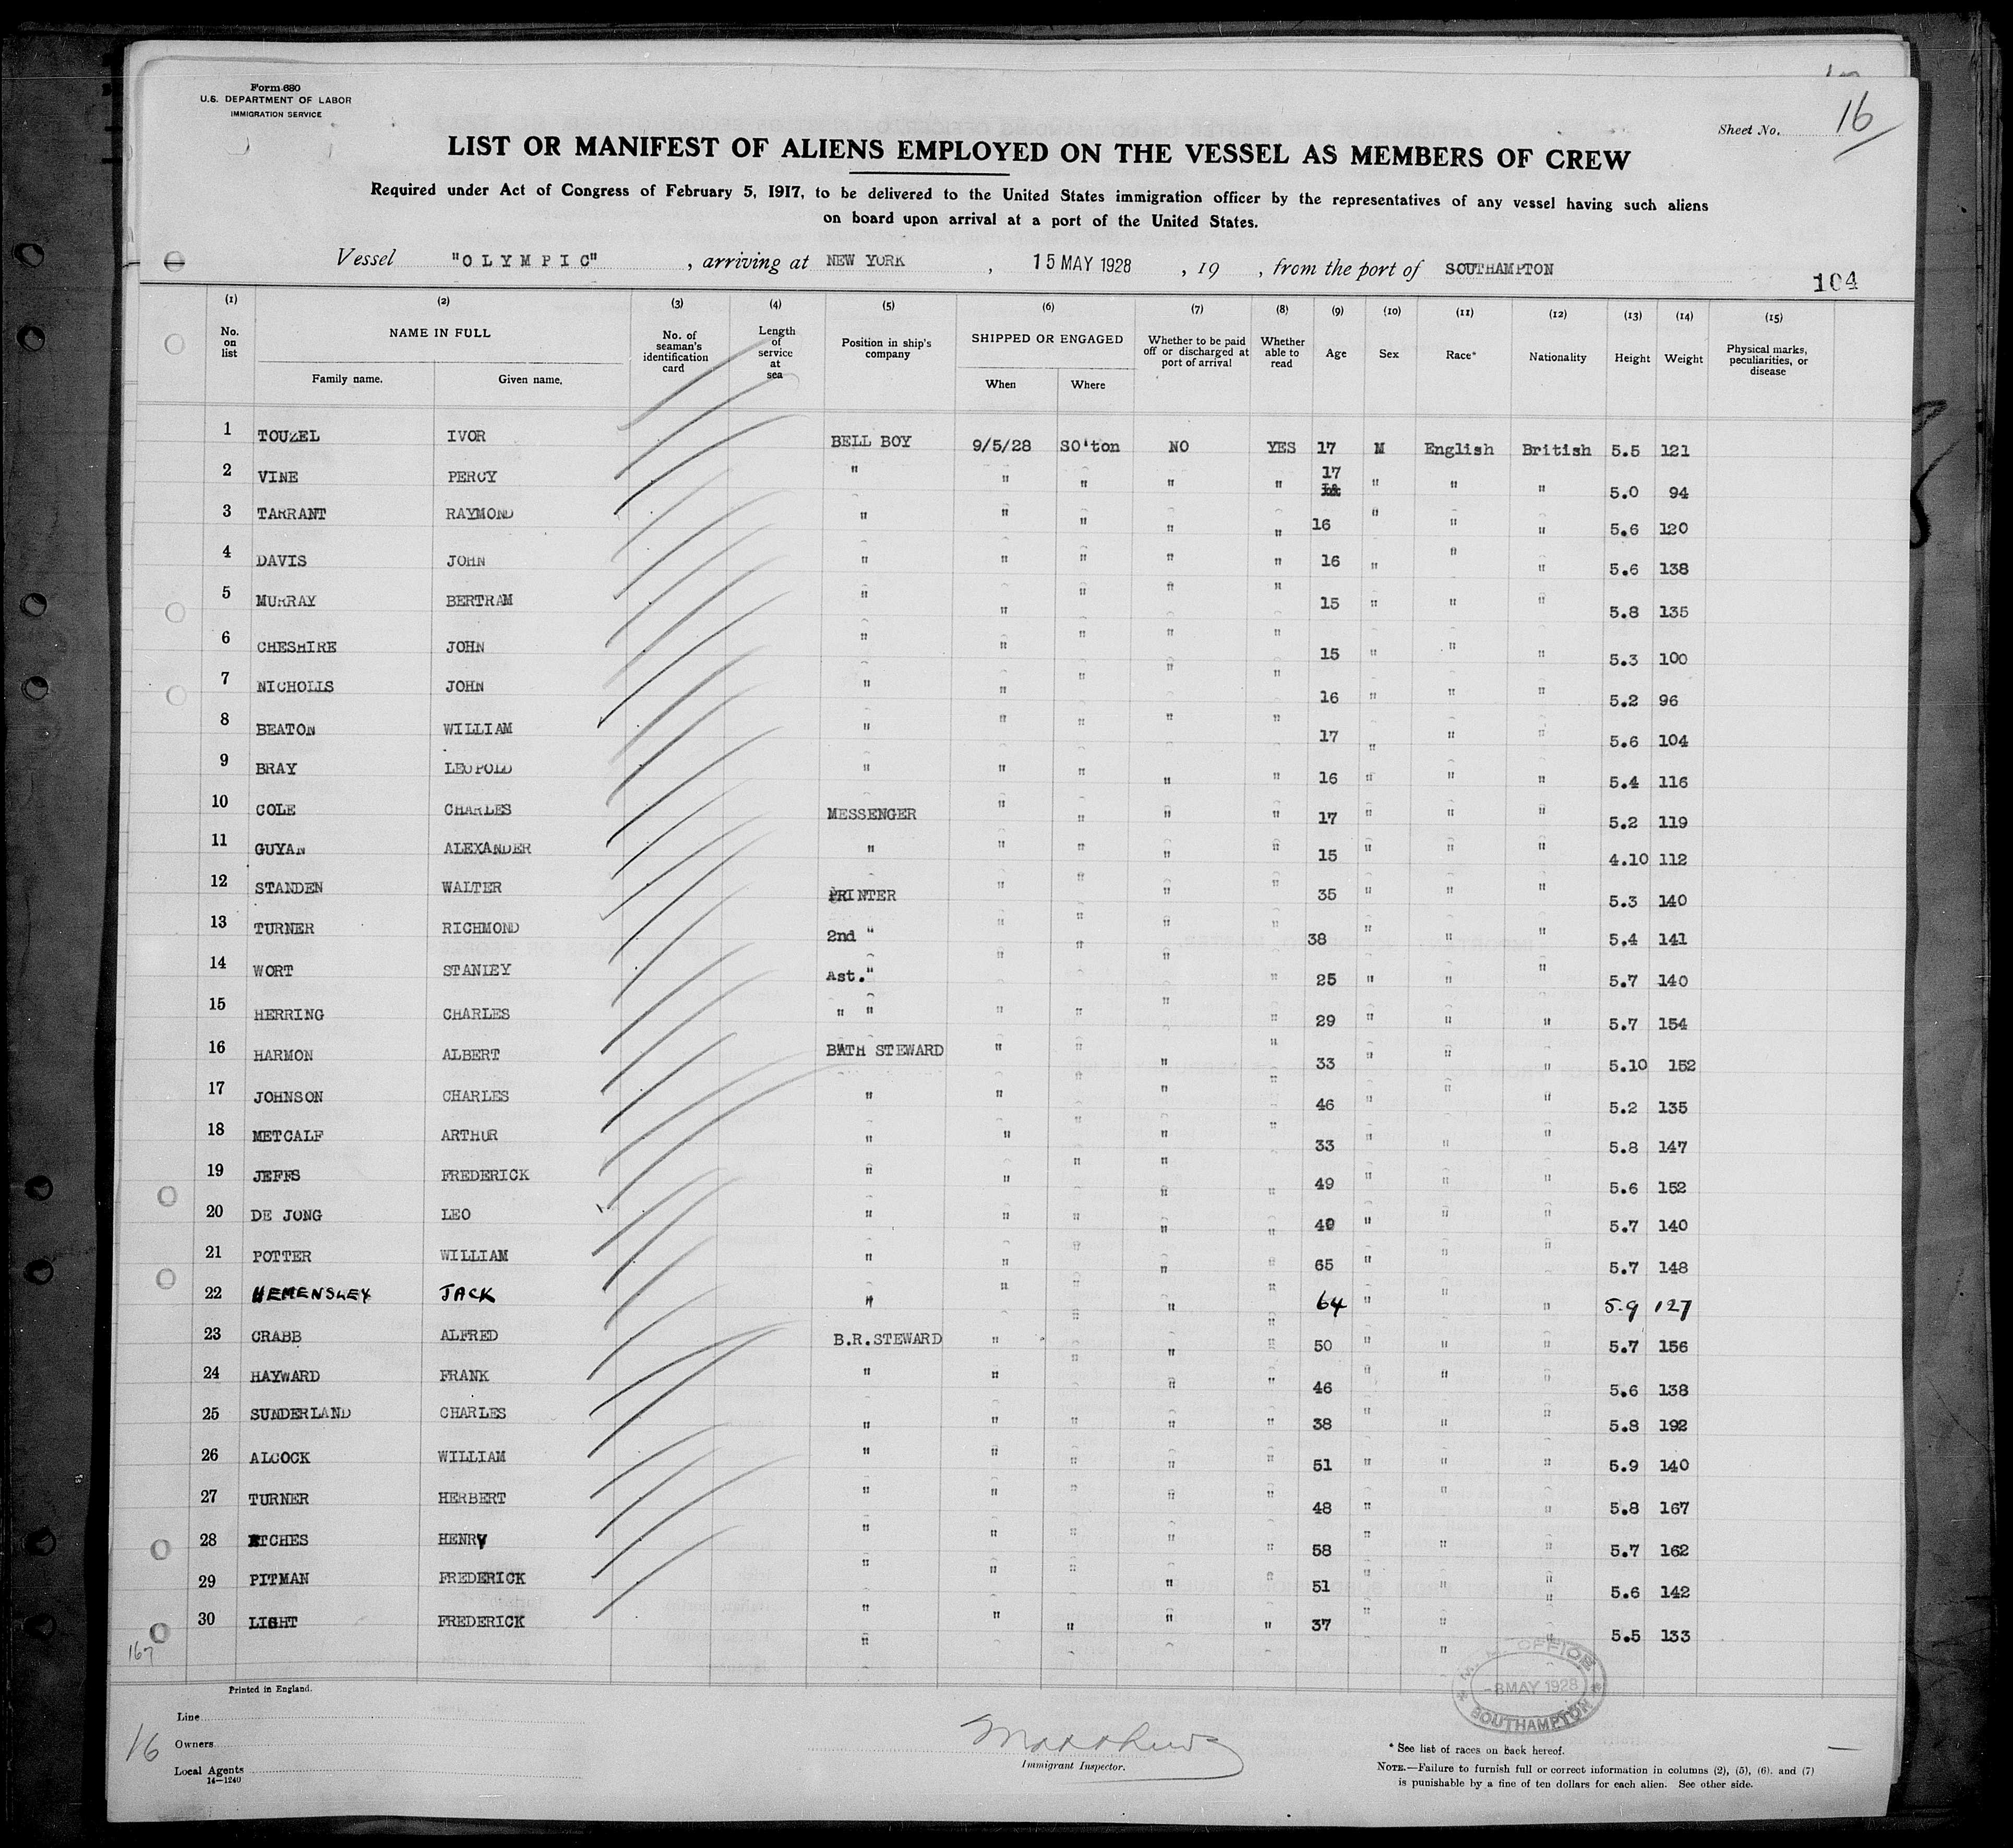 Form 680
U.S. DEPARTMENT OF LABOR
IMMIGRATION SERVICE
Sheet No. 16
LIST OR MANIFEST OF ALIENS EMPLOYED ON THE VESSEL AS MEMBERS OF CREW
Required under Act of Congress of February 5, 1917, to be delivered to the United States immigration officer by the representatives of any vessel having such aliens
on board upon arrival at a port of the United States.
Vessel "OLYMPIC", arriving at NEW YORK, 15 MAY 1928, 19 , from the port of SOUTHAMPTON
104
(1) (2) (3) (4) (5) (6) (7) (8) (9) (10) (11) (12) (13) (14) (15)
No. on list NAME IN FULL Family name. Given name. No. of seaman's identification card Length of service at sea Position in ship's company SHIPPED OR ENGAGED When Where Whether to be paid off or discharged at port of arrival Whether able to read Age Sex Race* Nationality Height Weight Physical marks, peculiarities, or disease
1 TOUZEL IVOR BELL BOY 9/5/28 SO'ton NO YES 17 M English British 5.5 121
2 VINE PERCY " " " " " 17 " " " 5.0 94
3 TARRANT RAYMOND " " " " " 16 " " " 5.6 120
4 DAVIS JOHN " " " " " 16 " " " 5.6 138
5 MURRAY BERTRAM " " " " " 15 " " " 5.8 135
6 CHESHIRE JOHN " " " " " 15 " " " 5.3 100
7 NICHOLLS JOHN " " " " " 16 " " " 5.2 96
8 BEATON WILLIAM " " " " " 17 " " " 5.6 104
9 BRAY LEOPOLD " " " " " 16 " " " 5.4 116
10 COLE CHARLES MESSENGER " " " " 17 " " " 5.2 119
11 GUYAN ALEXANDER " " " " " 15 " " " 4.10 112
12 STANDEN WALTER PRINTER " " " " 35 " " " 5.3 140
13 TURNER RICHMOND 2nd " " " " " 38 " " " 5.4 141
14 WORT STANLEY Ast." " " " " 25 " " " 5.7 140
15 HERRING CHARLES " " " " " " 29 " " " 5.7 154
16 HARMON ALBERT BATH STEWARD " " " " 33 " " " 5.10 152
17 JOHNSON CHARLES " " " " " 46 " " " 5.2 135
18 METCALF ARTHUR " " " " " 33 " " " 5.8 147
19 JEFFS FREDERICK " " " " " 49 " " " 5.6 152
20 DE JONG LEO " " " " " 49 " " " 5.7 140
21 POTTER WILLIAM " " " " " 65 " " " 5.7 148
22 HEMENSLEY JACK " " " " " 64 " " " 5.9 127
23 CRABB ALFRED B.R.STEWARD " " " " 50 " " " 5.7 156
24 HAYWARD FRANK " " " " " 46 " " " 5.6 138
25 SUNDERLAND CHARLES " " " " " 38 " " " 5.8 192
26 ALCOCK WILLIAM " " " " " 51 " " " 5.9 140
27 TURNER HERBERT " " " " " 48 " " " 5.8 167
28 ETCHES HENRY " " " " " 58 " " " 5.7 162
29 PITMAN FREDERICK " " " " " 51 " " " 5.6 142
30 LIGHT FREDERICK " " " " " 37 " " " 5.5 133
167
M. M. OFFICE
-8 MAY 1928
SOUTHAMPTON
Printed in England.
Line
16
Owners
Local Agents
14-1240
Immigrant Inspector.
* See list of races on back hereof.
NOTE.—Failure to furnish full or correct information in columns (2), (5), (6). and (7)
is punishable by a fine of ten dollars for each alien. See other side.